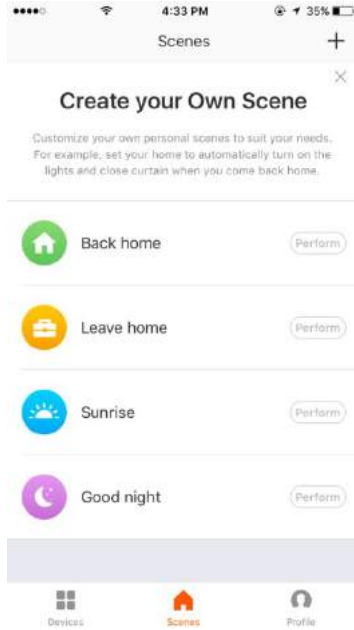 4:33 PM
35%
Scenes
Create your Own Scene
Customize your own personal scenes to suit your needs.
For example, set your home to automatically turn on the
lights and close curtain when you come back home.
Back home
Perform
Leave home
Perform
Sunrise
Perform
Good night
Perform
Devices
Scenes
Profile